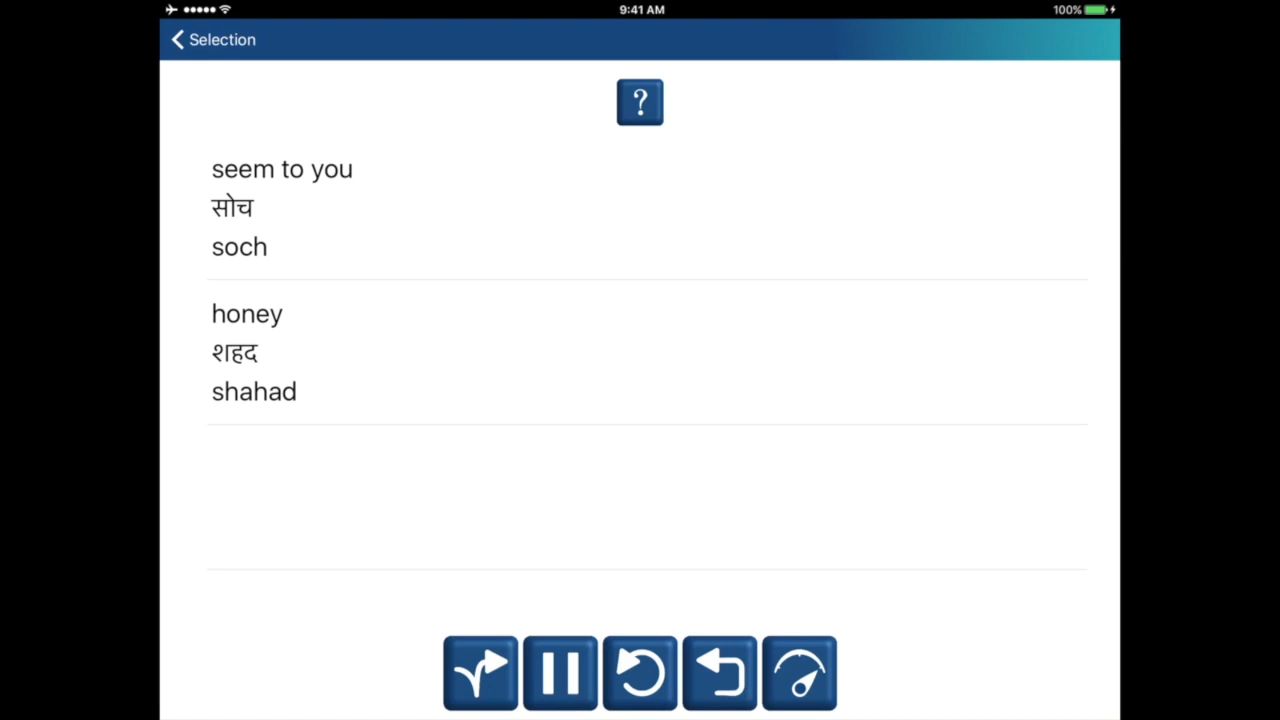 9:41 AM
100%
Selection
?
seem to you
सोच
soch
honey
शहद
shahad